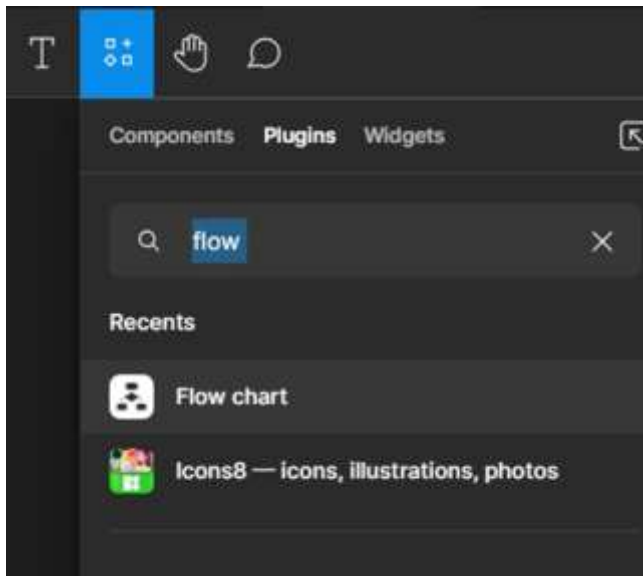 T
Components Plugins Widgets
flow
Recents
Flow chart
Icons8 — icons, illustrations, photos